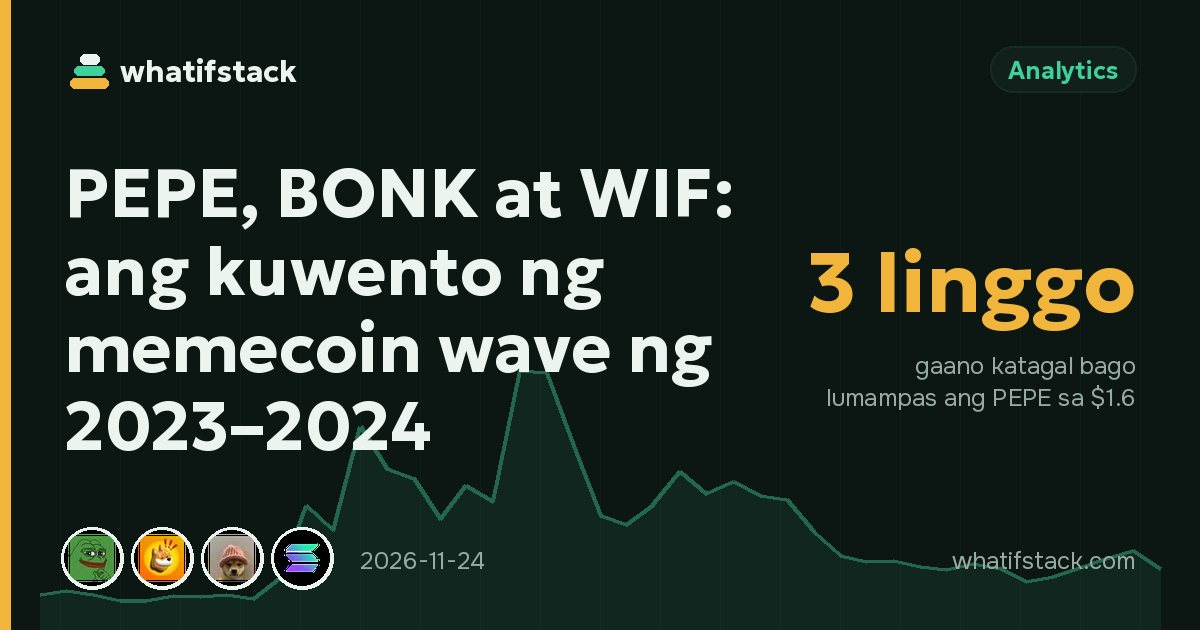 whatifstack
Analytics
PEPE, BONK at WIF:
ang kuwento ng
memecoin wave ng
2023–2024
3 linggo
gaano katagal bago
lumampas ang PEPE sa $1.6
2026-11-24
whatifstack.com